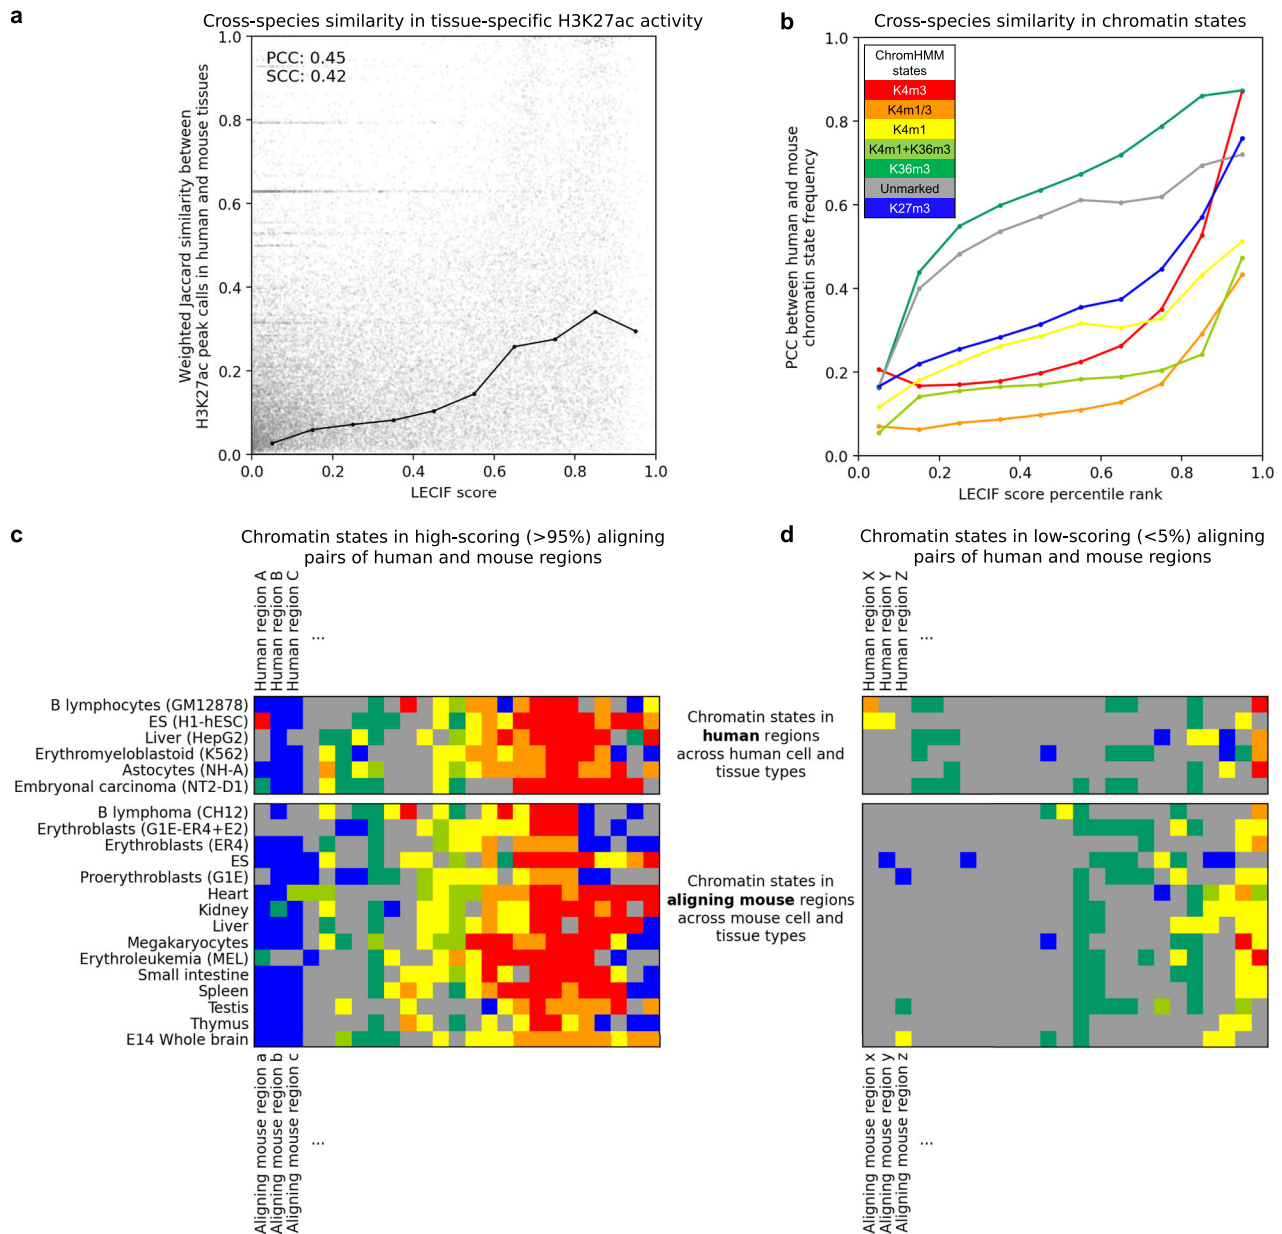 a
Cross-species similarity in tissue-specific H3K27ac activity
PCC: 0.45
SCC: 0.42
Weighted Jaccard similarity between
H3K27ac peak calls in human and mouse tissues
1.0
0.8
0.6
0.4
0.2
0.0
0.0 0.2 0.4 0.6 0.8 1.0
LECIF score
b
Cross-species similarity in chromatin states
ChromHMM
states
K4m3
K4m1/3
K4m1
K4m1+K36m3
K36m3
Unmarked
K27m3
PCC between human and mouse
chromatin state frequency
1.0
0.8
0.6
0.4
0.2
0.0
0.0 0.2 0.4 0.6 0.8 1.0
LECIF score percentile rank
c
Chromatin states in high-scoring (>95%) aligning
pairs of human and mouse regions
Human region A
Human region B
Human region C
...
B lymphocytes (GM12878)
ES (H1-hESC)
Liver (HepG2)
Erythromyeloblastoid (K562)
Astocytes (NH-A)
Embryonal carcinoma (NT2-D1)
B lymphoma (CH12)
Erythroblasts (G1E-ER4+E2)
Erythroblasts (ER4)
ES
Proerythroblasts (G1E)
Heart
Kidney
Liver
Megakaryocytes
Erythroleukemia (MEL)
Small intestine
Spleen
Testis
Thymus
E14 Whole brain
Aligning mouse region a
Aligning mouse region b
Aligning mouse region c
...
Chromatin states in
human regions
across human cell and
tissue types
Chromatin states in
aligning mouse regions
across mouse cell and
tissue types
d
Chromatin states in low-scoring (<5%) aligning
pairs of human and mouse regions
Human region X
Human region Y
Human region Z
...
Aligning mouse region x
Aligning mouse region y
Aligning mouse region z
...